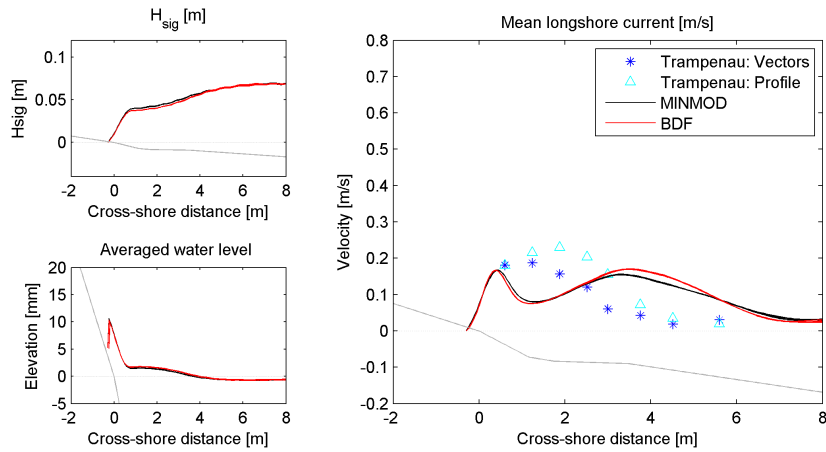 H_sig [m]
0.1
0.05
0
Hsig [m]
-2 0 2 4 6 8
Cross-shore distance [m]
Averaged water level
20
15
10
5
0
-5
Elevation [mm]
-2 0 2 4 6 8
Cross-shore distance [m]
Mean longshore current [m/s]
0.8
0.7
0.6
0.5
0.4
0.3
0.2
0.1
0
-0.1
-0.2
Velocity [m/s]
Trampenau: Vectors
Trampenau: Profile
MINMOD
BDF
-2 0 2 4 6 8
Cross-shore distance [m]